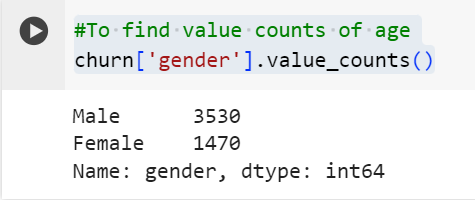 #To find value counts of age
churn['gender'].value_counts()
Male      3530
Female    1470
Name: gender, dtype: int64